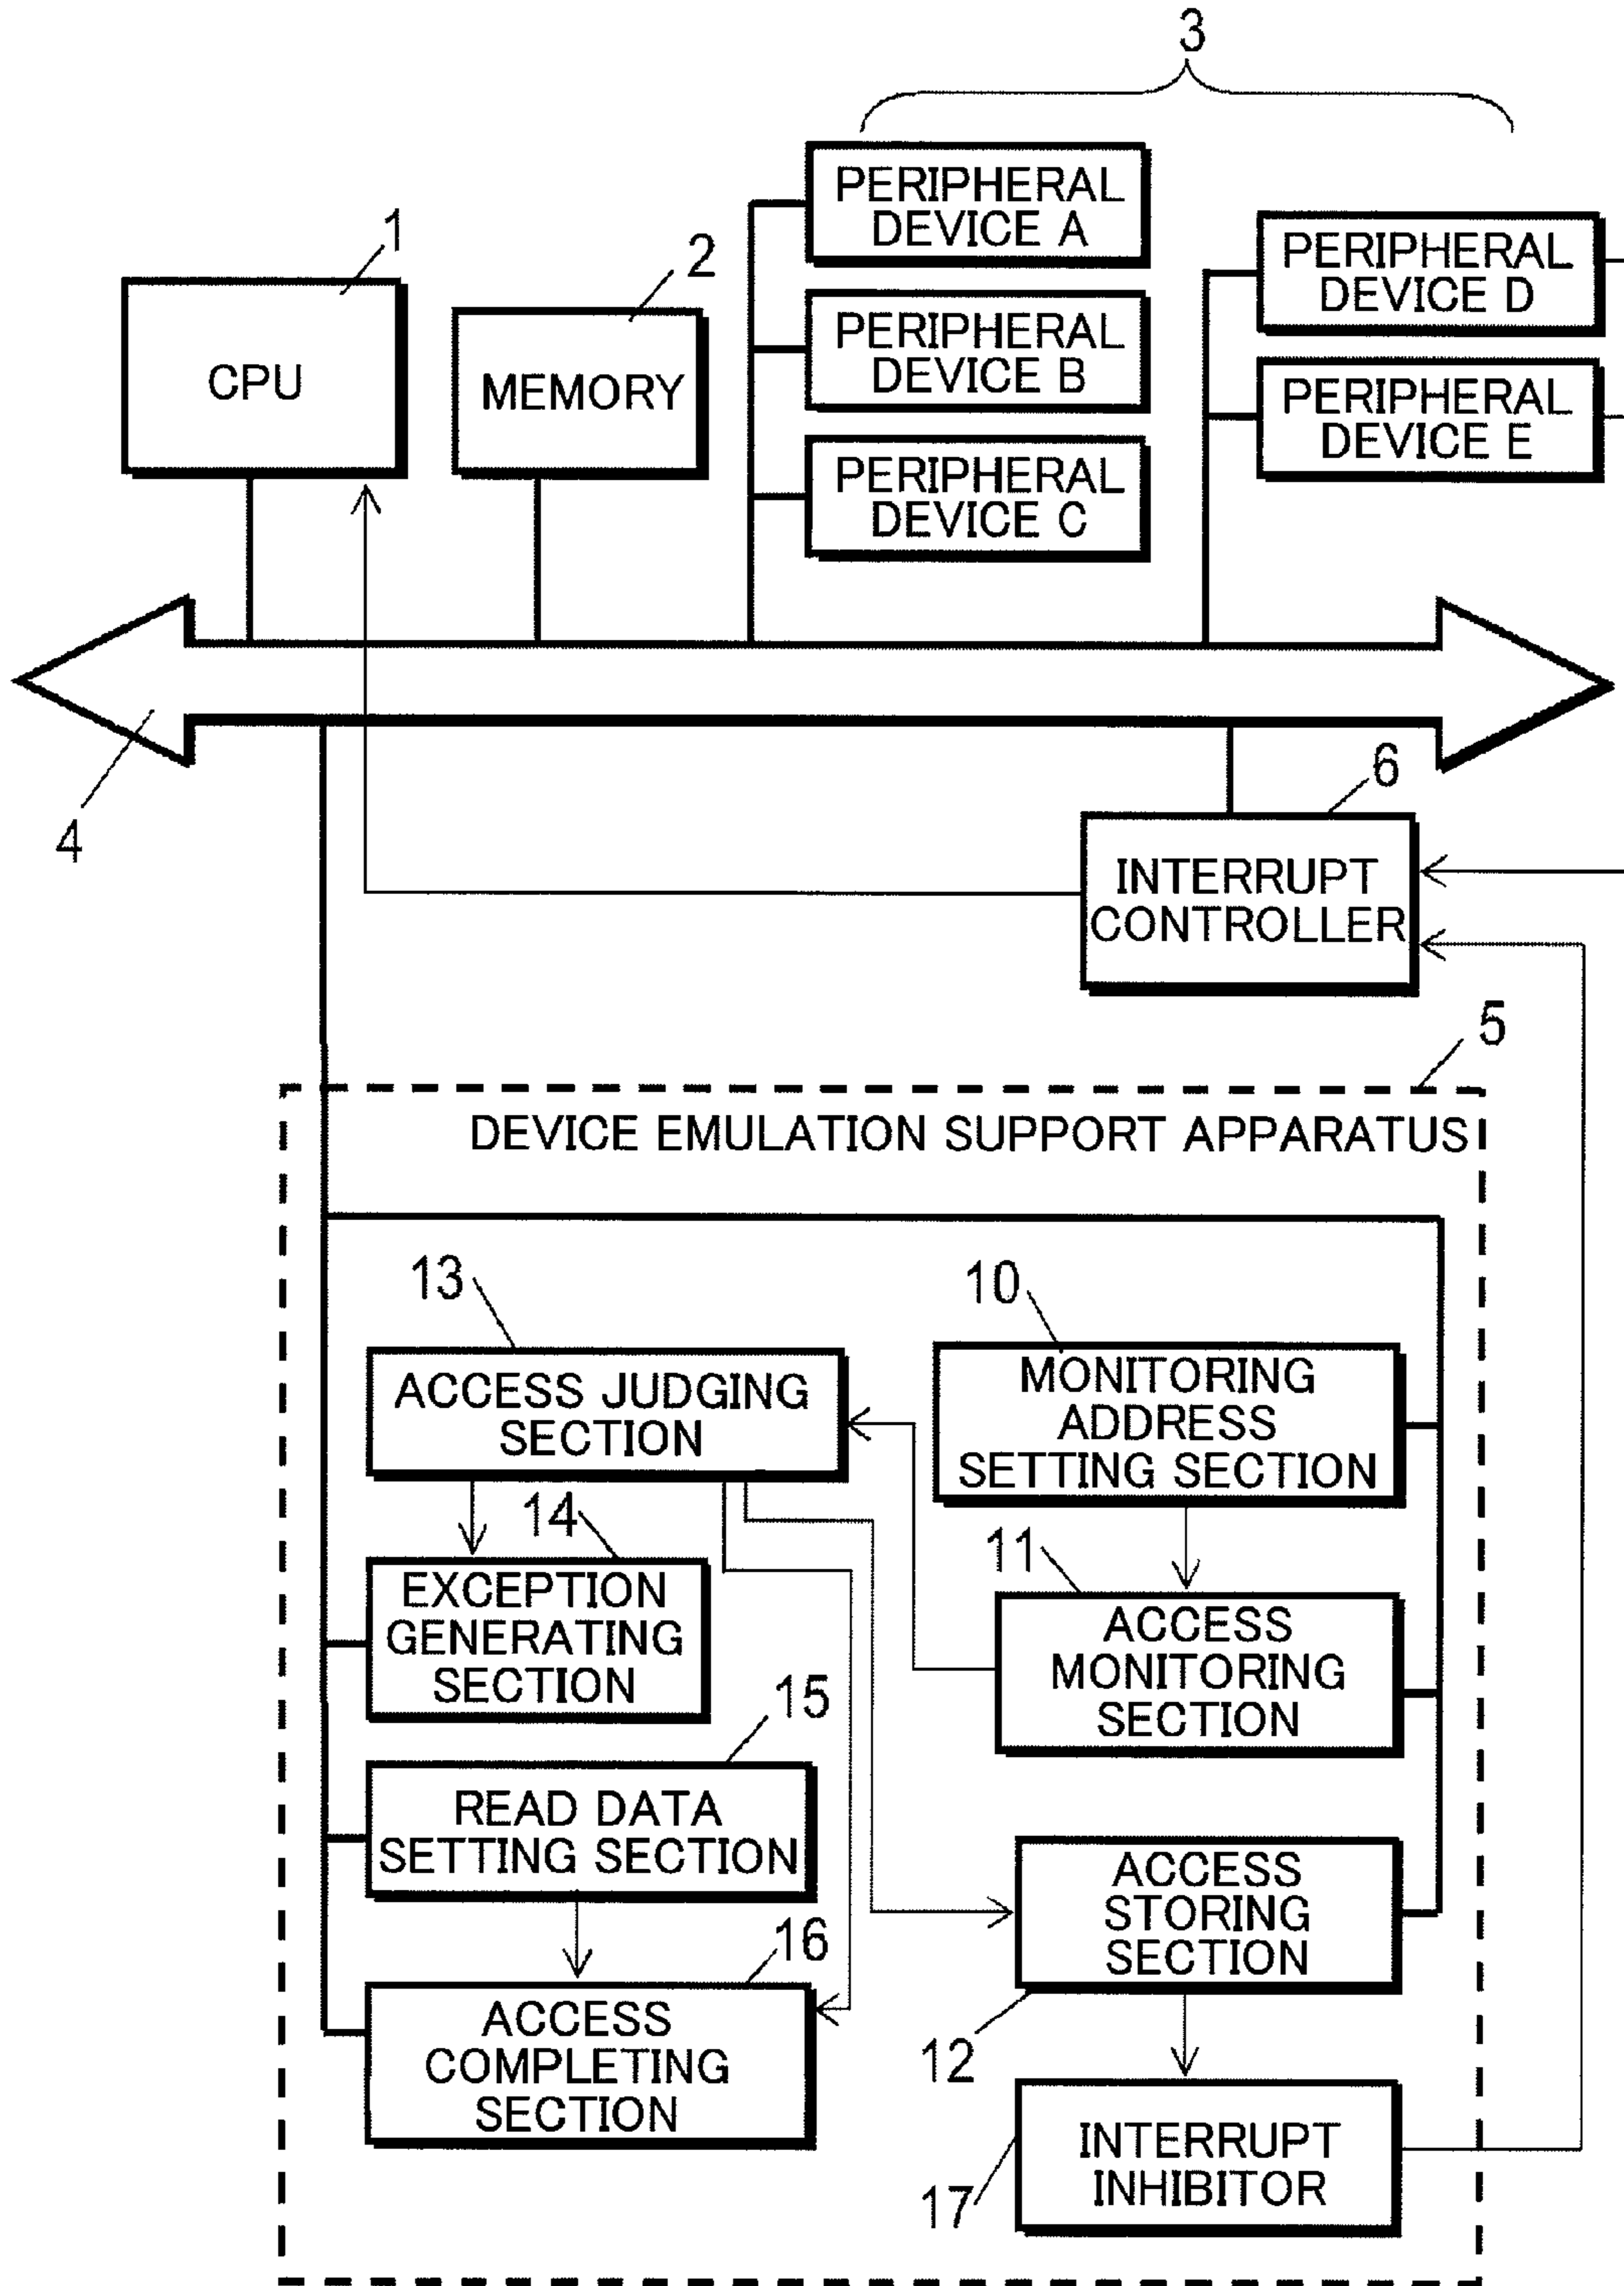 3
PERIPHERAL
DEVICE A
1
2
PERIPHERAL
DEVICE D
CPU
MEMORY
PERIPHERAL
DEVICE B
PERIPHERAL
DEVICE E
PERIPHERAL
DEVICE C
4
6
INTERRUPT
CONTROLLER
5
DEVICE EMULATION SUPPORT APPARATUS
13
10
ACCESS JUDGING
SECTION
MONITORING
ADDRESS
SETTING SECTION
14
11
EXCEPTION
GENERATING
SECTION
ACCESS
MONITORING
SECTION
15
READ DATA
SETTING SECTION
ACCESS
STORING
SECTION
16
12
ACCESS
COMPLETING
SECTION
17
INTERRUPT
INHIBITOR